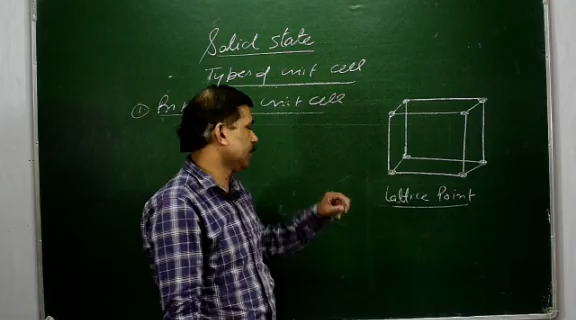 Solid state
Types of unit cell
① unit cell
Lattice Point